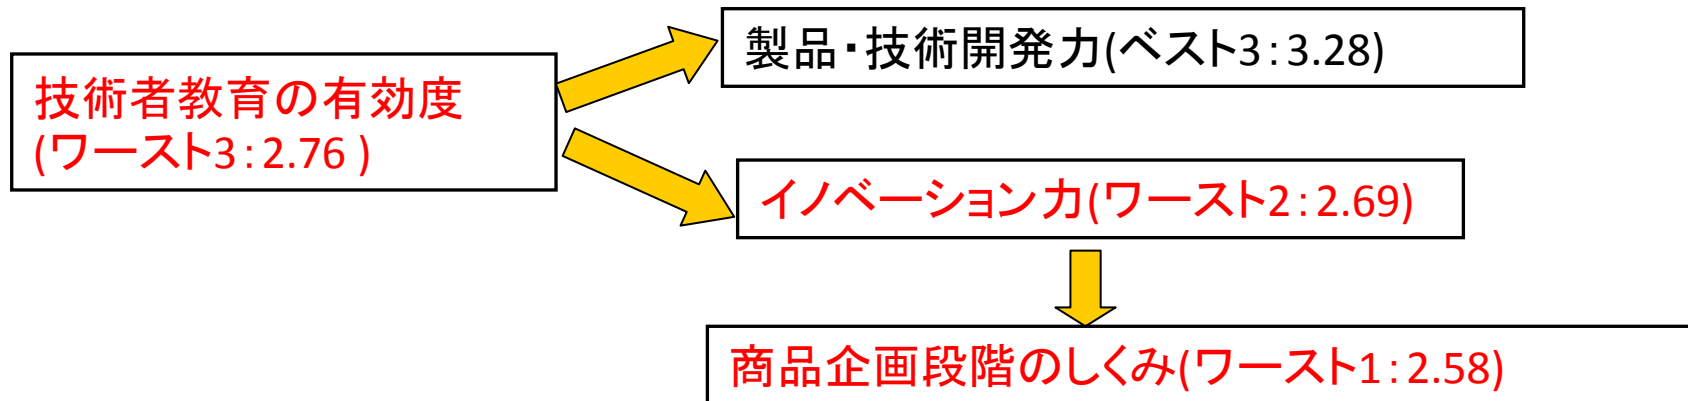 製品・技術開発力(ベスト3:3.28)
技術者教育の有効度
(ワースト3:2.76 )
イノベーション力(ワースト2:2.69)
商品企画段階のしくみ(ワースト1:2.58)